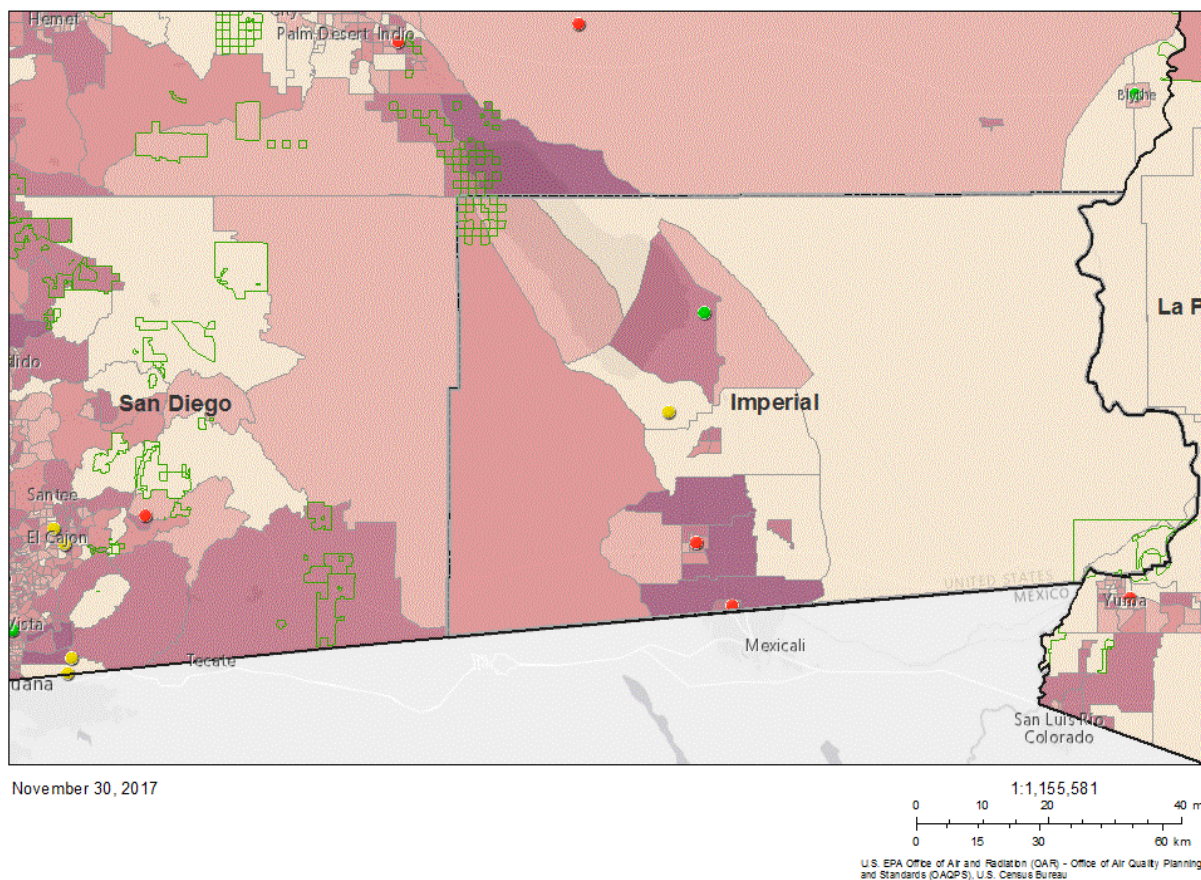 Hemet
Palm Desert Indio
Blythe
La P
dido
San Diego
Imperial
Santee
El Cajon
UNITED STATES
MEXICO
Yuma
Vista
Tecate
Mexicali
uana
San Luis Rio
Colorado
November 30, 2017
1:1,155,581
0 10 20 40 m
0 15 30 60 km
U.S. EPA Office of Air and Radiation (OAR) - Office of Air Quality Planning
and Standards (OAQPS), U.S. Census Bureau